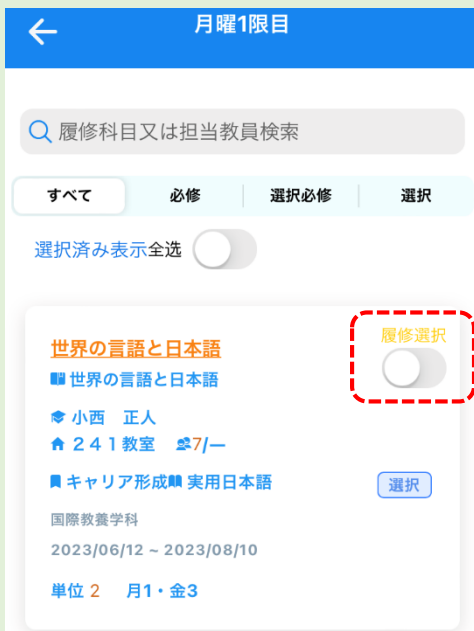 月曜1限目
履修科目又は担当教員検索
すべて 必修 選択必修 選択
選択済み表示全选
履修選択
世界の言語と日本語
世界の言語と日本語
小西 正人
241教室 7/—
キャリア形成 実用日本語
選択
国際教養学科
2023/06/12 ~ 2023/08/10
単位 2 月1・金3